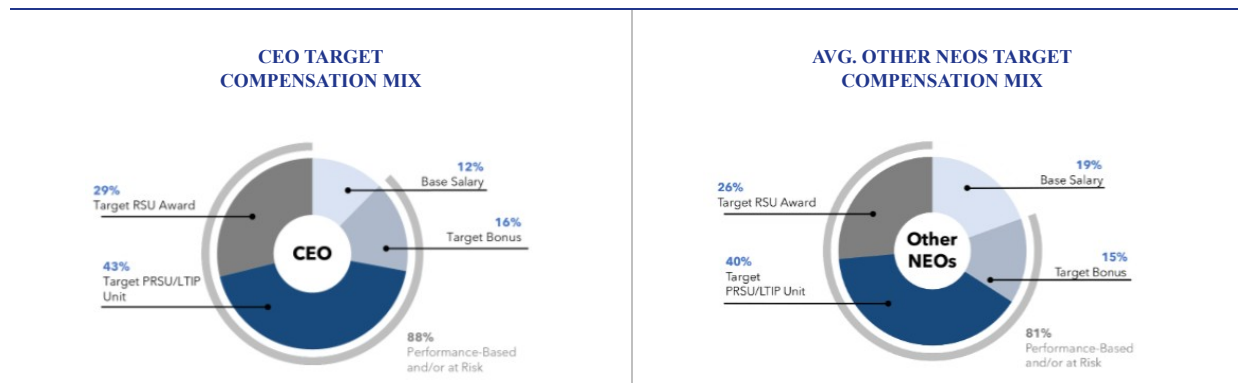 CEO TARGET
COMPENSATION MIX
12%
Base Salary
29%
Target RSU Award
16%
Target Bonus
CEO
43%
Target PRSU/LTIP
Unit
88%
Performance-Based
and/or at Risk
AVG. OTHER NEOS TARGET
COMPENSATION MIX
19%
Base Salary
26%
Target RSU Award
Other
NEOs
15%
Target Bonus
40%
Target
PRSU/LTIP Unit
81%
Performance-Based
and/or at Risk